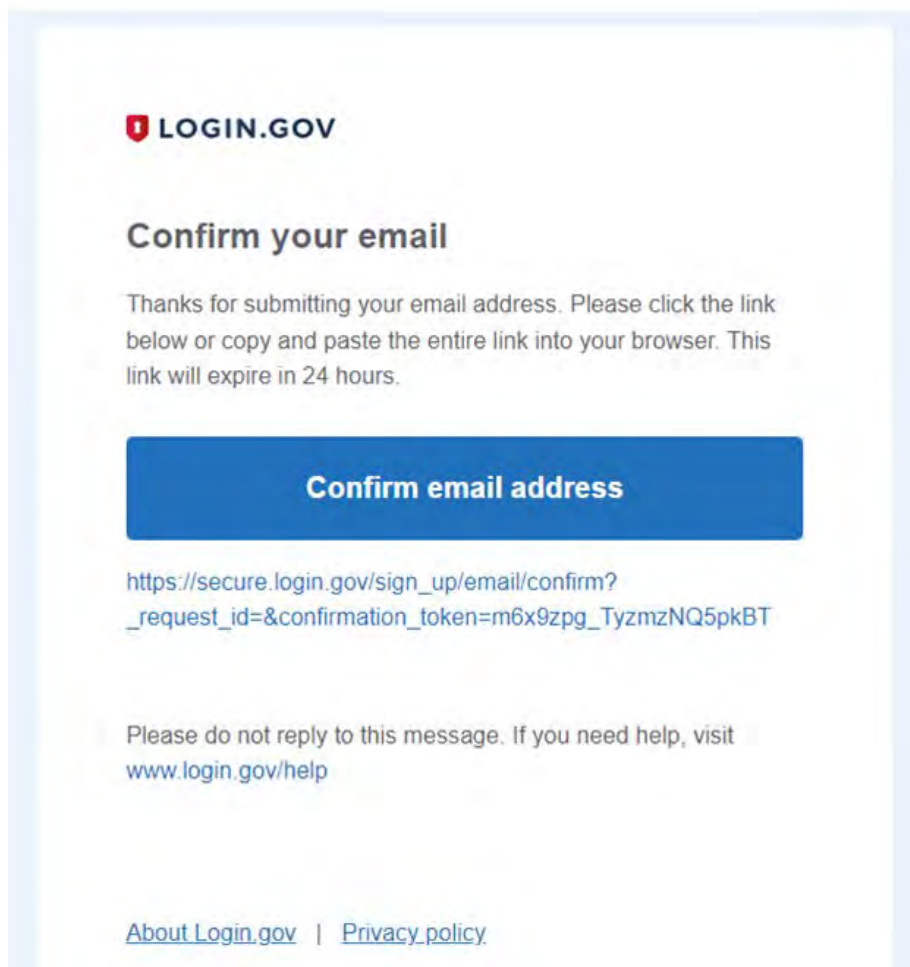 LOGIN.GOV
Confirm your email
Thanks for submitting your email address. Please click the link
below or copy and paste the entire link into your browser. This
link will expire in 24 hours.
Confirm email address
https://secure.login.gov/sign_up/email/confirm?
_request_id=&confirmation_token=m6x9zpg_TyzmzNQ5pkBT
Please do not reply to this message. If you need help, visit
www.login.gov/help
About Login.gov | Privacy policy